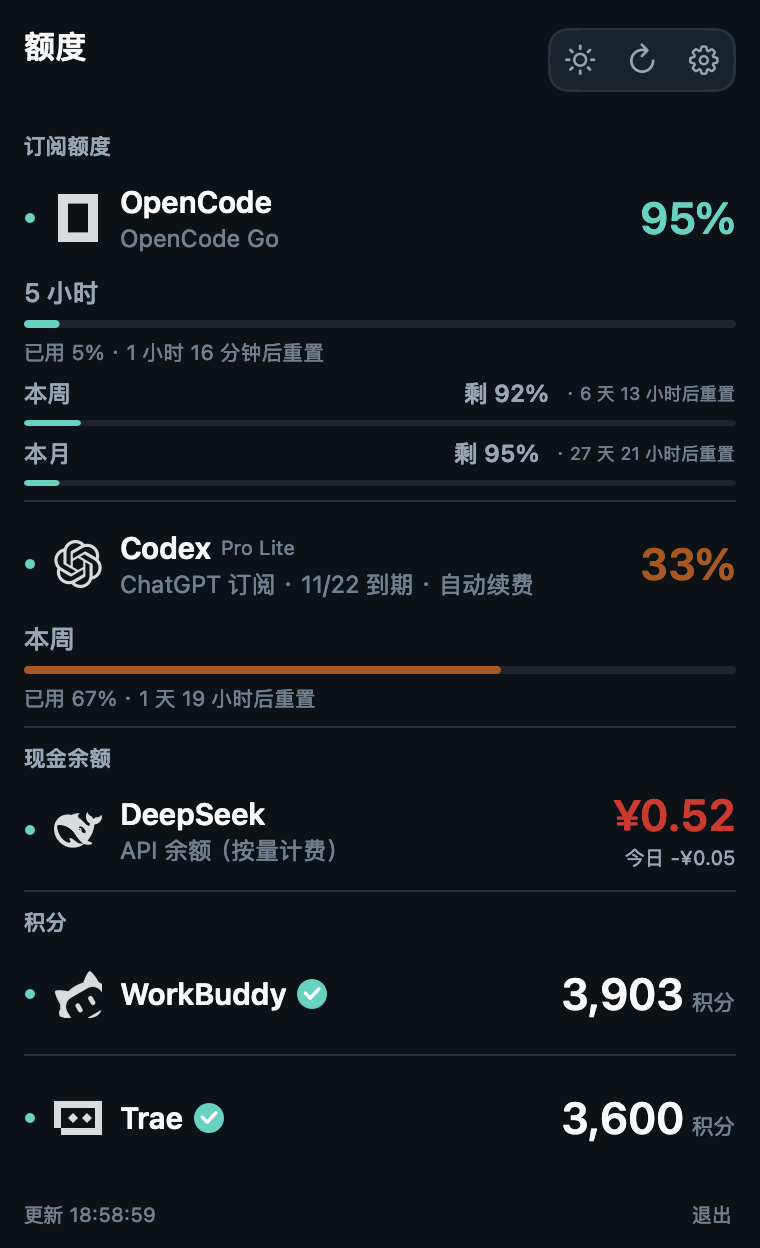 额度
订阅额度
OpenCode
OpenCode Go
95%
5 小时
已用 5% · 1 小时 16 分钟后重置
本周 剩 92% · 6 天 13 小时后重置
本月 剩 95% · 27 天 21 小时后重置
Codex Pro Lite
ChatGPT 订阅 · 11/22 到期 · 自动续费
33%
本周
已用 67% · 1 天 19 小时后重置
现金余额
DeepSeek
API 余额（按量计费）
¥0.52
今日 -¥0.05
积分
WorkBuddy 3,903 积分
Trae 3,600 积分
更新 18:58:59 退出